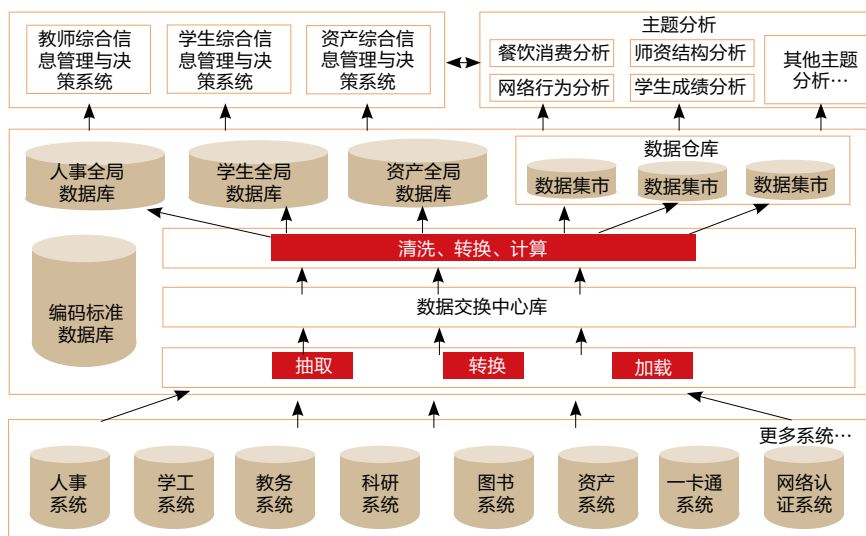 教师综合信
息管理与决
策系统
学生综合信
息管理与决
策系统
资产综合信
息管理与决
策系统
主题分析
餐饮消费分析
师资结构分析
网络行为分析
学生成绩分析
其他主题
分析…
人事全局
数据库
学生全局
数据库
资产全局
数据库
数据仓库
数据集市
数据集市
数据集市
编码标准
数据库
清洗、转换、计算
数据交换中心库
抽取
转换
加载
更多系统…
人事
系统
学工
系统
教务
系统
科研
系统
图书
系统
资产
系统
一卡通
系统
网络认
证系统